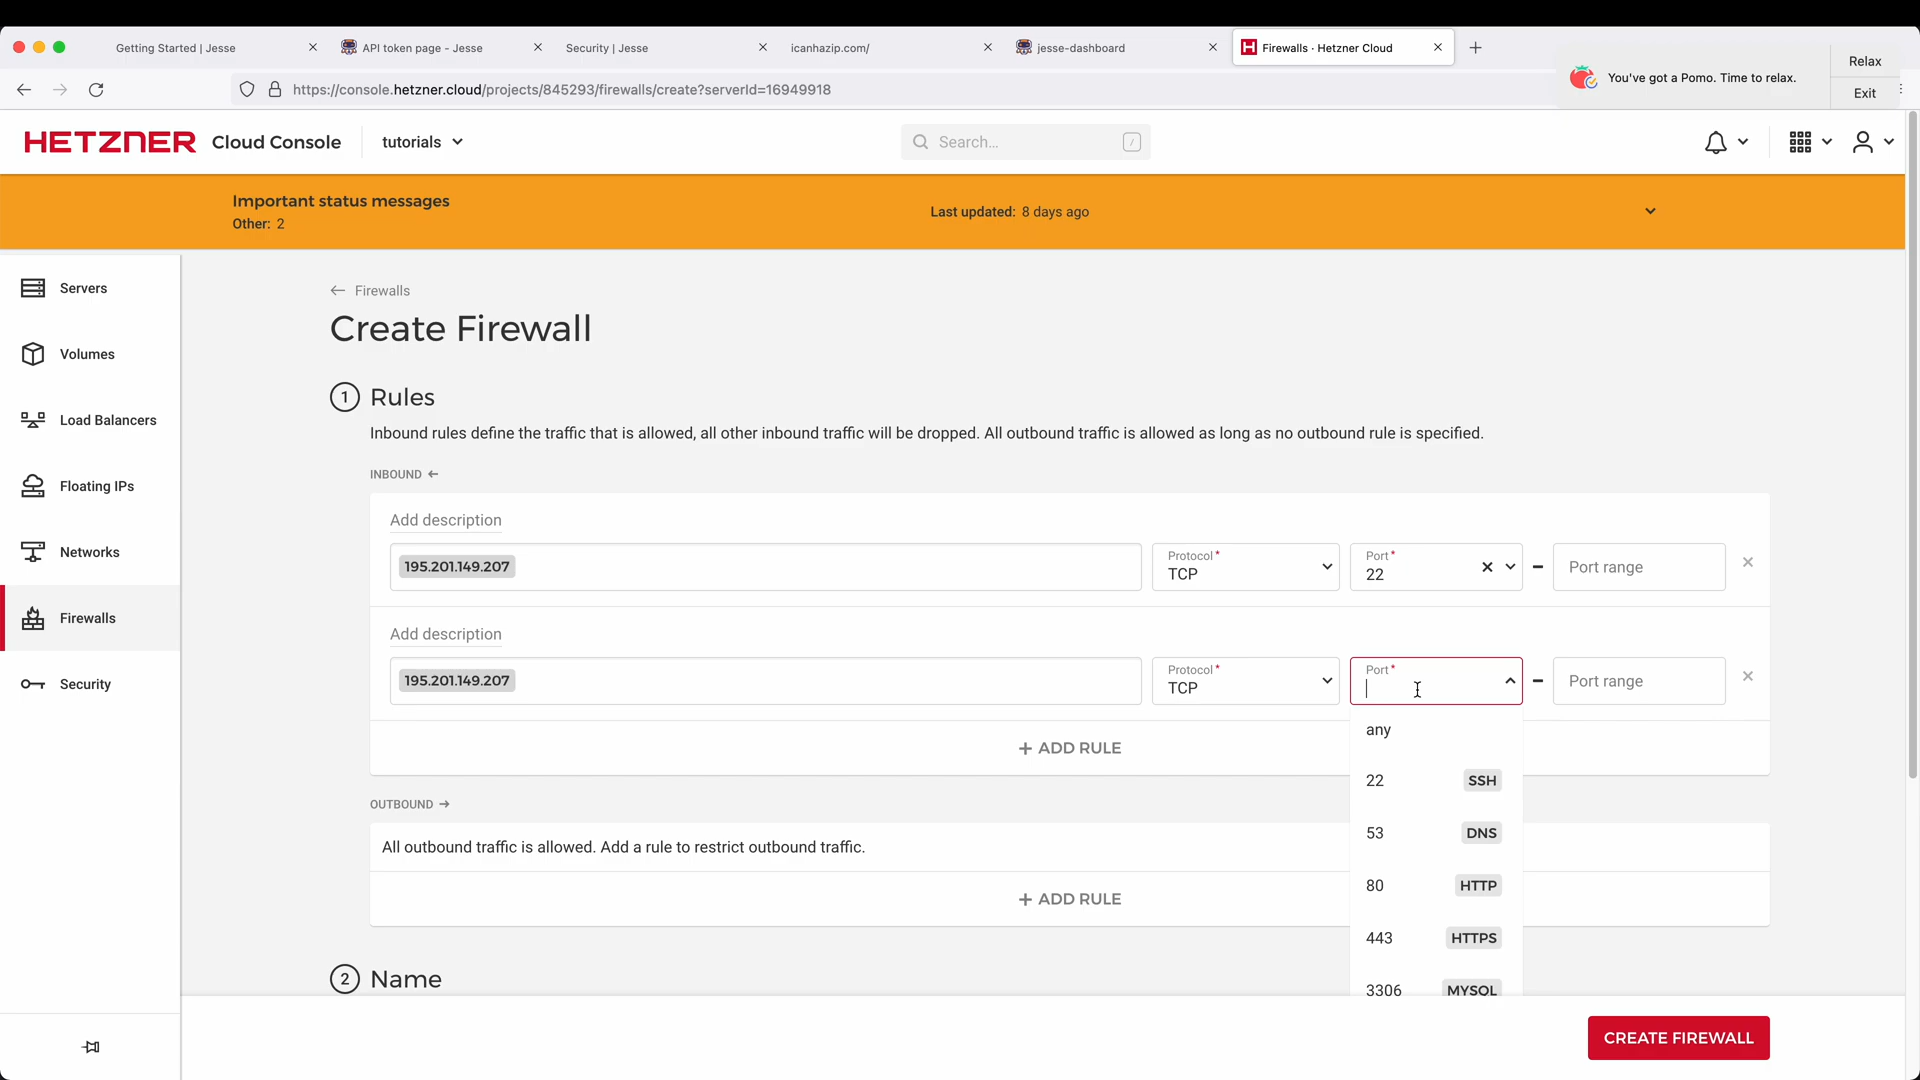 Getting Started | Jesse
API token page - Jesse
Security | Jesse
icanhazip.com/
jesse-dashboard
Firewalls · Hetzner Cloud
You've got a Pomo. Time to relax.
Relax
Exit
https://console.hetzner.cloud/projects/845293/firewalls/create?serverId=16949918
HETZNER Cloud Console
tutorials
Search...
/
Important status messages
Other: 2
Last updated: 8 days ago
Servers
Volumes
Load Balancers
Floating IPs
Networks
Firewalls
Security
← Firewalls
Create Firewall
1 Rules
Inbound rules define the traffic that is allowed, all other inbound traffic will be dropped. All outbound traffic is allowed as long as no outbound rule is specified.
INBOUND ←
Add description
195.201.149.207
Protocol*
TCP
Port*
22
Port range
Add description
195.201.149.207
Protocol*
TCP
Port*
Port range
any
22 SSH
53 DNS
80 HTTP
443 HTTPS
3306 MYSQL
+ ADD RULE
OUTBOUND →
All outbound traffic is allowed. Add a rule to restrict outbound traffic.
+ ADD RULE
2 Name
CREATE FIREWALL